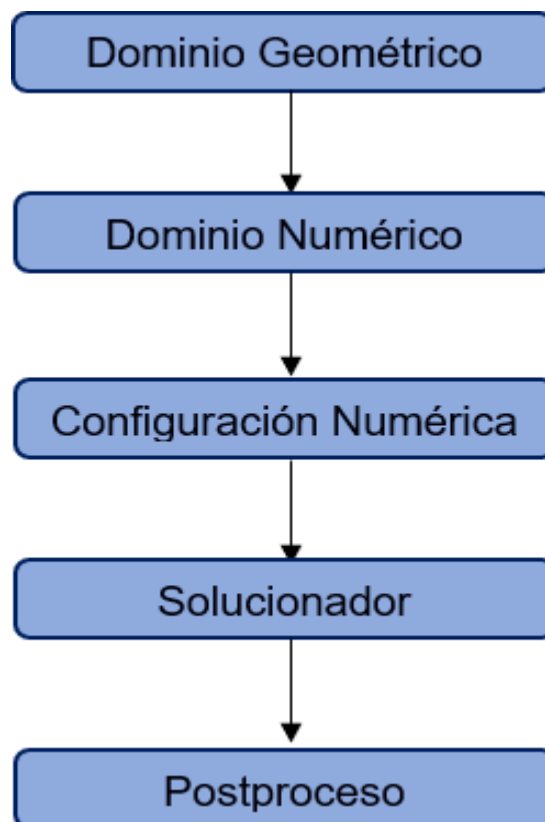 Dominio Geométrico
Dominio Numérico
Configuración Numérica
Solucionador
Postproceso